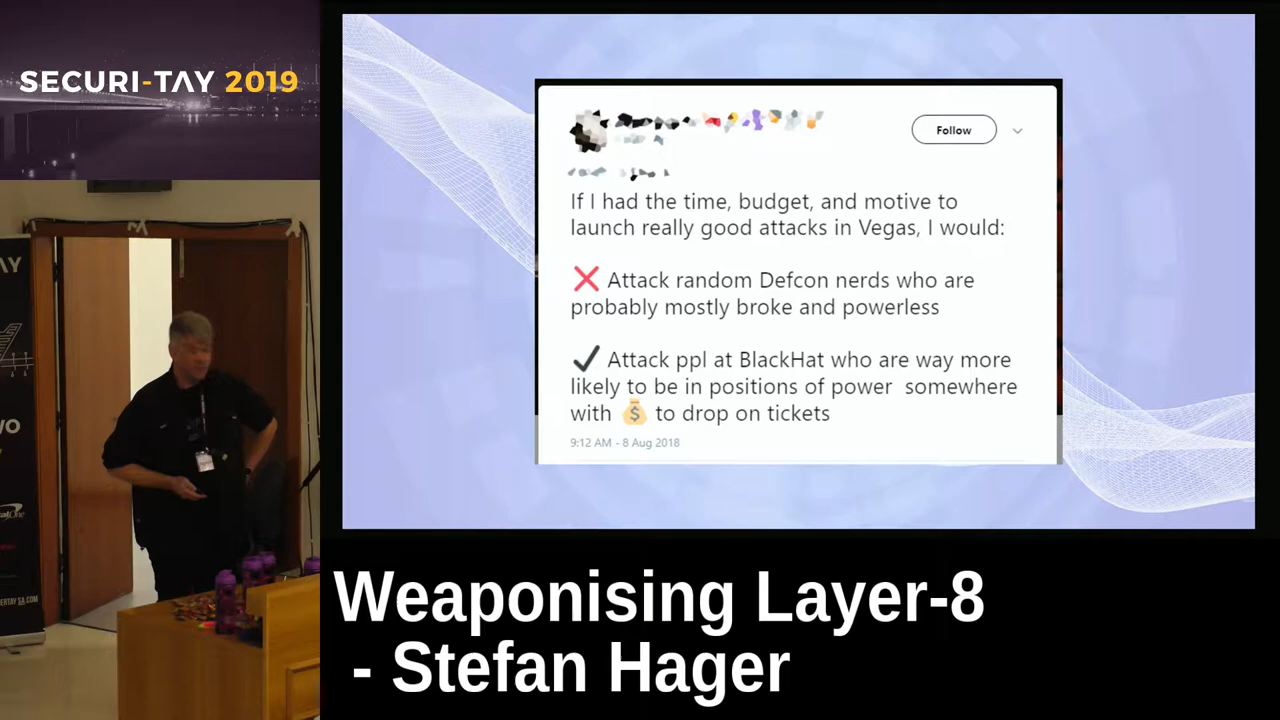 SECURI-TAY 2019
Follow
If I had the time, budget, and motive to
launch really good attacks in Vegas, I would:
❌ Attack random Defcon nerds who are
probably mostly broke and powerless
✔ Attack ppl at BlackHat who are way more
likely to be in positions of power somewhere
with 💰 to drop on tickets
9:12 AM - 8 Aug 2018
Weaponising Layer-8
- Stefan Hager